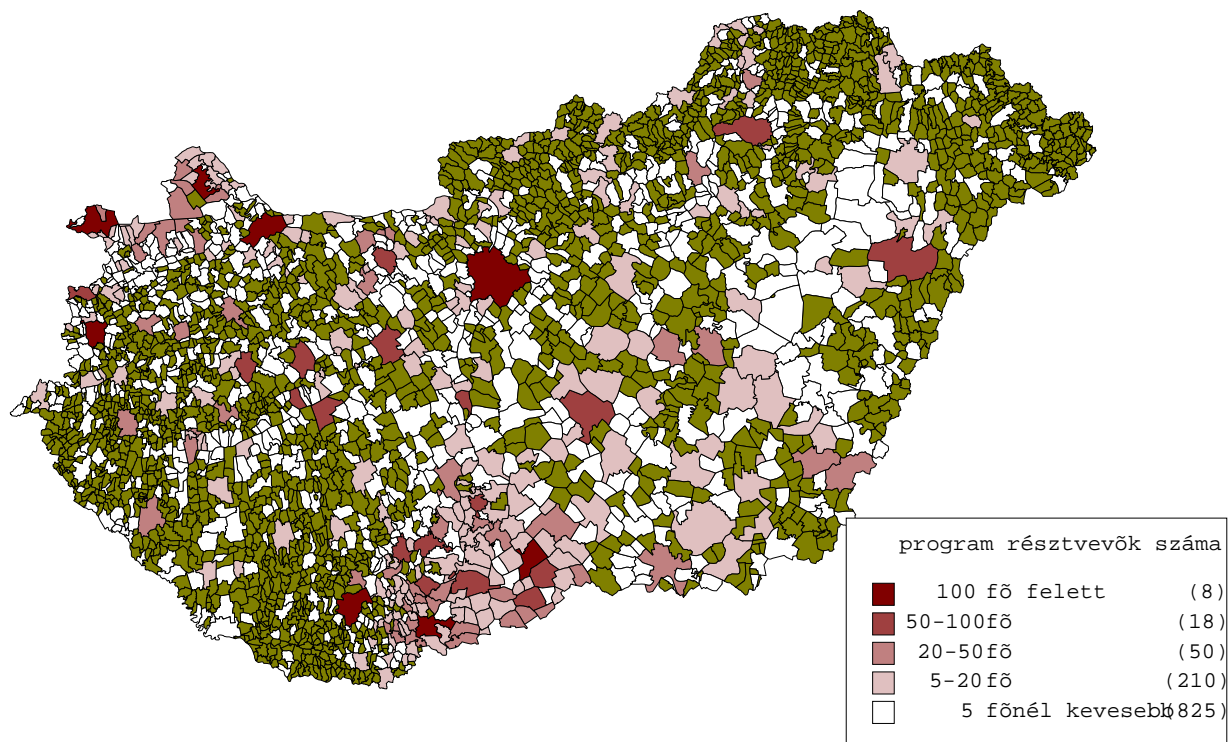 program résztvevõk száma
100 fõ felett (8)
50-100fõ (18)
20-50fõ (50)
5-20fõ (210)
5 fõnél kevesebb(825)